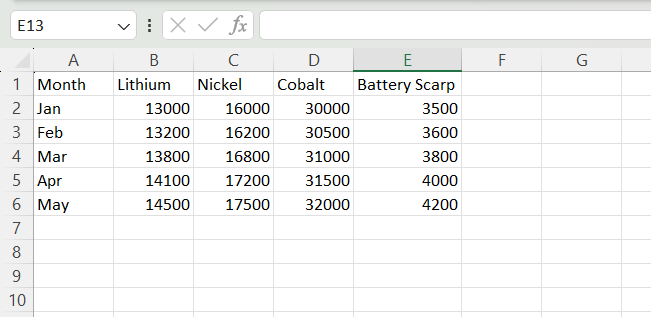 E13 fx
A B C D E F G
1 Month Lithium Nickel Cobalt Battery Scarp
2 Jan 13000 16000 30000 3500
3 Feb 13200 16200 30500 3600
4 Mar 13800 16800 31000 3800
5 Apr 14100 17200 31500 4000
6 May 14500 17500 32000 4200
7
8
9
10